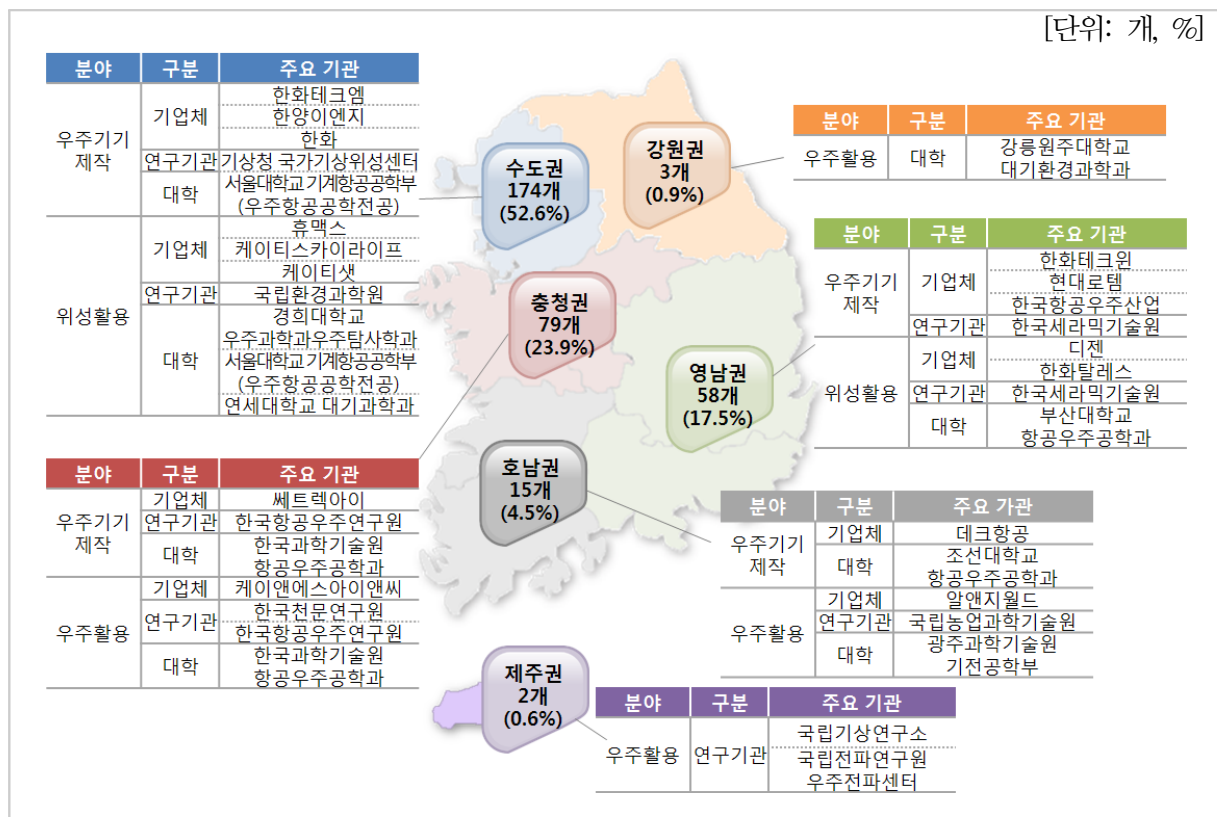 [단위: 개, %]
분야 구분 주요 기관
우주기기 제작 기업체 한화테크엠
한양이엔지
한화
연구기관 기상청 국가기상위성센터
대학 서울대학교 기계항공공학부
(우주항공공학전공)
위성활용 기업체 휴맥스
케이티스카이라이프
케이티샛
연구기관 국립환경과학원
대학 경희대학교
우주과학과우주탐사학과
서울대학교 기계항공공학부
(우주항공공학전공)
연세대학교 대기과학과
수도권
174개
(52.6%)
강원권
3개
(0.9%)
분야 구분 주요 기관
우주활용 대학 강릉원주대학교
대기환경과학과
충청권
79개
(23.9%)
영남권
58개
(17.5%)
분야 구분 주요 기관
우주기기 제작 기업체 한화테크윈
현대로템
한국항공우주산업
연구기관 한국세라믹기술원
위성활용 기업체 디젠
한화탈레스
연구기관 한국세라믹기술원
대학 부산대학교
항공우주공학과
분야 구분 주요 기관
우주기기 제작 기업체 쎄트렉아이
연구기관 한국항공우주연구원
대학 한국과학기술원
항공우주공학과
우주활용 기업체 케이앤에스아이앤씨
연구기관 한국천문연구원
한국항공우주연구원
대학 한국과학기술원
항공우주공학과
호남권
15개
(4.5%)
분야 구분 주요 가관
우주기기 제작 기업체 데크항공
대학 조선대학교
항공우주공학과
우주활용 기업체 알앤지월드
연구기관 국립농업과학기술원
대학 광주과학기술원
기전공학부
제주권
2개
(0.6%)
분야 구분 주요 기관
우주활용 연구기관 국립기상연구소
국립전파연구원
우주전파센터